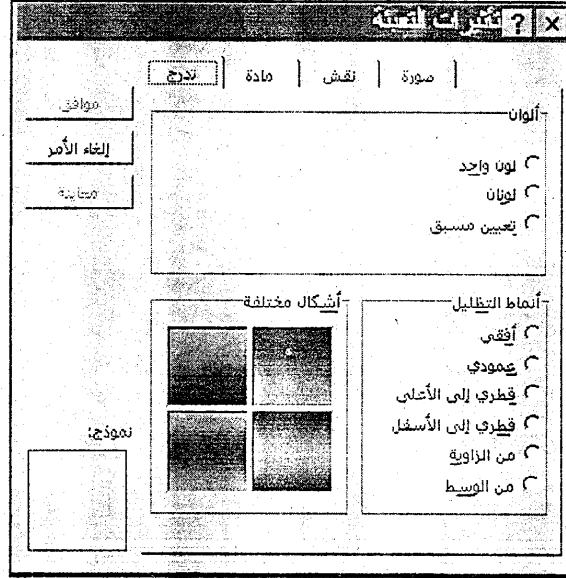 تأثيرات التعبئة
تدرج مادة نقش صورة
موافق
إلغاء الأمر
معاينة
ألوان
لون واحد
لونان
تعيين مسبق
أنماط التظليل
أفقي
عمودي
قطري إلى الأعلى
قطري إلى الأسفل
من الزاوية
من الوسط
أشكال مختلفة
نموذج: